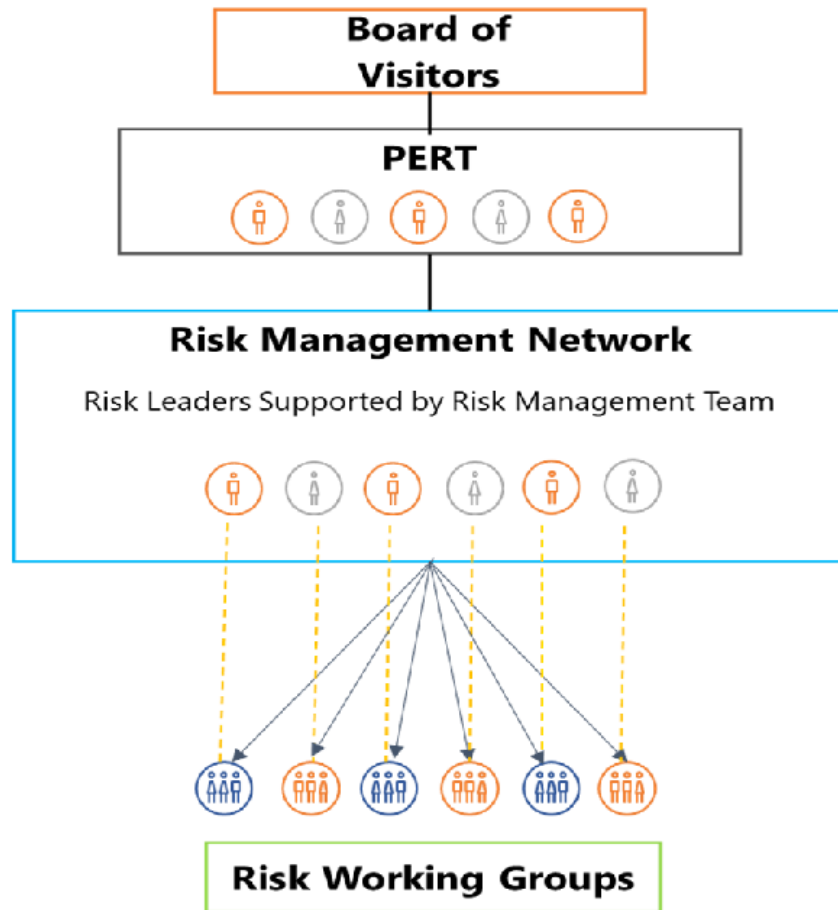 Board of
Visitors
PERT
Risk Management Network
Risk Leaders Supported by Risk Management Team
Risk Working Groups